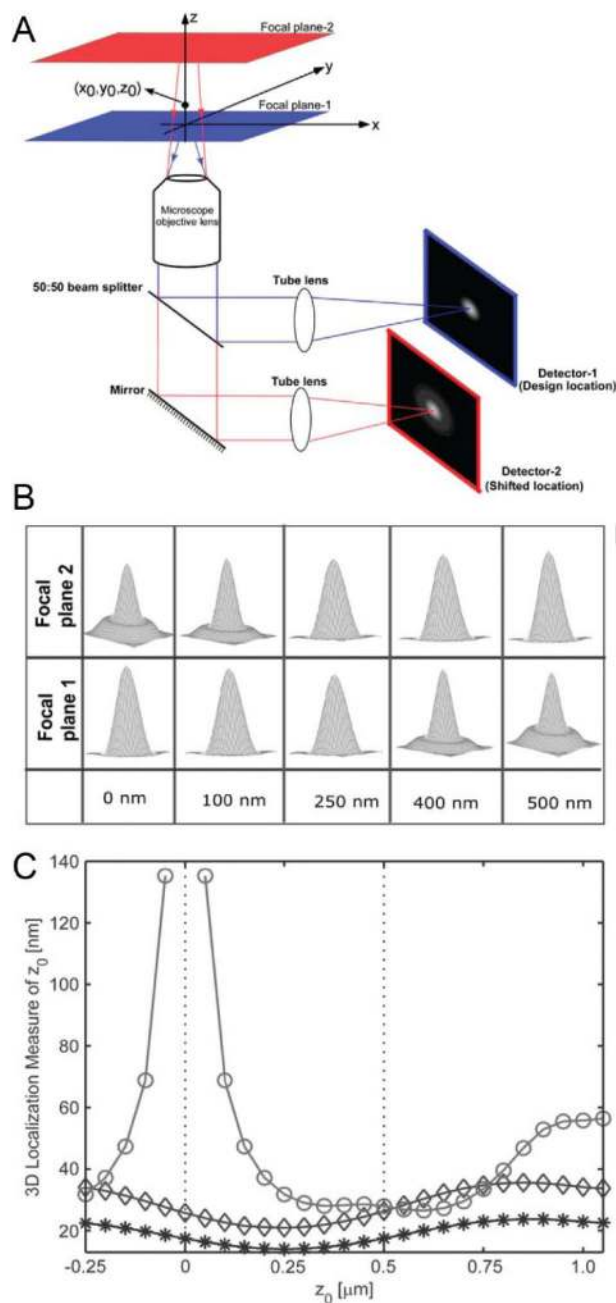 A
z
Focal plane-2
y
(x₀,y₀,z₀)
Focal plane-1
x
Microscope
objective lens
50:50 beam splitter
Tube lens
Detector-1
(Design location)
Mirror
Tube lens
Detector-2
(Shifted location)
B
Focal
plane 2
Focal
plane 1
0 nm 100 nm 250 nm 400 nm 500 nm
C
3D Localization Measure of z₀ [nm]
140
120
100
80
60
40
20
-0.25 0 0.25 0.5 0.75 1.0
z₀ [μm]